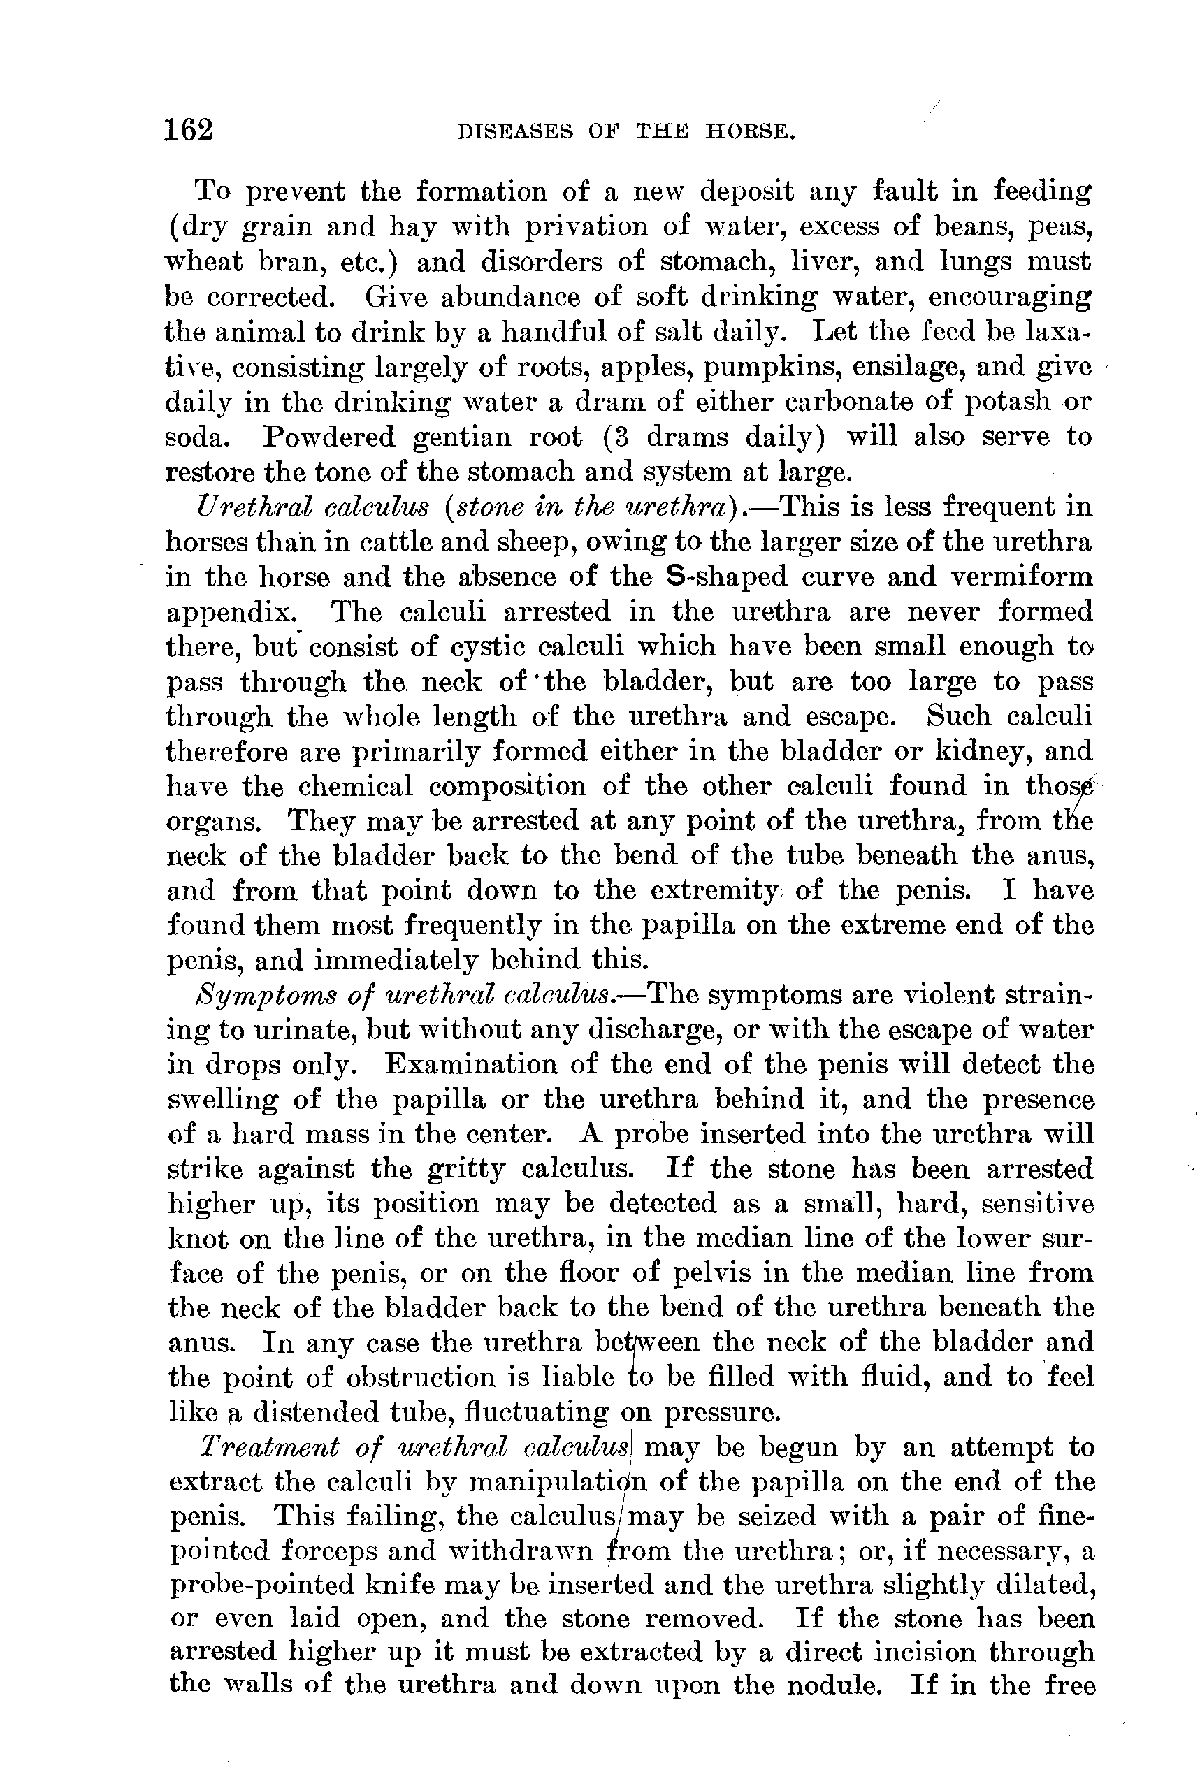 162 DISEASES OF THE HORSE.
To prevent the formation of a new deposit any fault in feeding
(dry grain and hay with privation of water, excess of beans, peas,
wheat bran, etc.) and disorders of stomach, liver, and lungs must
be corrected. Give abundance of soft drinking water, encouraging
the animal to drink by a handful of salt daily. Let the feed be laxa-
tive, consisting largely of roots, apples, pumpkins, ensilage, and give
daily in the drinking water a dram of either carbonate of potash or
soda. Powdered gentian root (3 drams daily) will also serve to
restore the tone of the stomach and system at large.
Urethral calculus (stone in the urethra).—This is less frequent in
horses than in cattle and sheep, owing to the larger size of the urethra
in the horse and the absence of the S-shaped curve and vermiform
appendix. The calculi arrested in the urethra are never formed
there, but consist of cystic calculi which have been small enough to
pass through the neck of the bladder, but are too large to pass
through the whole length of the urethra and escape. Such calculi
therefore are primarily formed either in the bladder or kidney, and
have the chemical composition of the other calculi found in those
organs. They may be arrested at any point of the urethra, from the
neck of the bladder back to the bend of the tube beneath the anus,
and from that point down to the extremity of the penis. I have
found them most frequently in the papilla on the extreme end of the
penis, and immediately behind this.
Symptoms of urethral calculus.—The symptoms are violent strain-
ing to urinate, but without any discharge, or with the escape of water
in drops only. Examination of the end of the penis will detect the
swelling of the papilla or the urethra behind it, and the presence
of a hard mass in the center. A probe inserted into the urethra will
strike against the gritty calculus. If the stone has been arrested
higher up, its position may be detected as a small, hard, sensitive
knot on the line of the urethra, in the median line of the lower sur-
face of the penis, or on the floor of pelvis in the median line from
the neck of the bladder back to the bend of the urethra beneath the
anus. In any case the urethra between the neck of the bladder and
the point of obstruction is liable to be filled with fluid, and to feel
like a distended tube, fluctuating on pressure.
Treatment of urethral calculus may be begun by an attempt to
extract the calculi by manipulation of the papilla on the end of the
penis. This failing, the calculus may be seized with a pair of fine-
pointed forceps and withdrawn from the urethra; or, if necessary, a
probe-pointed knife may be inserted and the urethra slightly dilated,
or even laid open, and the stone removed. If the stone has been
arrested higher up it must be extracted by a direct incision through
the walls of the urethra and down upon the nodule. If in the free